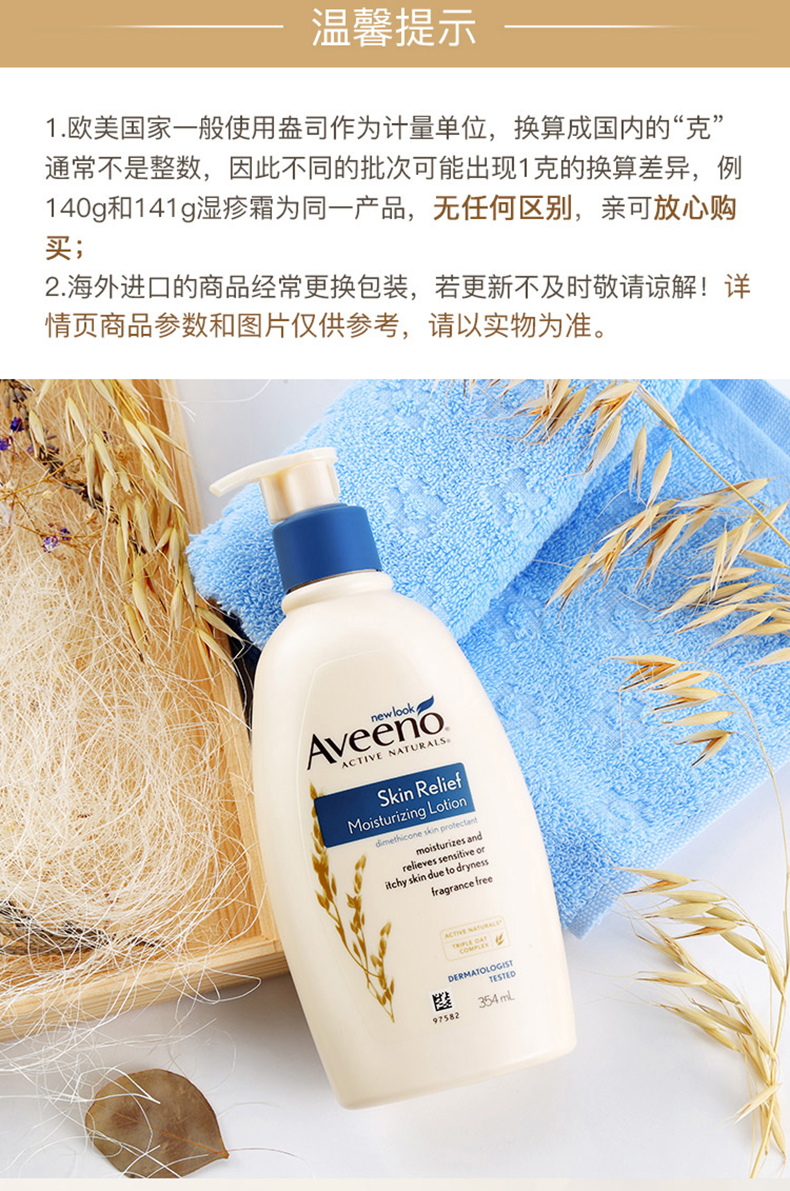 温馨提示
1.欧美国家一般使用盎司作为计量单位，换算成国内的“克”
通常不是整数，因此不同的批次可能出现1克的换算差异，例
140g和141g湿疹霜为同一产品，无任何区别，亲可放心购
买；
2.海外进口的商品经常更换包装，若更新不及时敬请谅解！详
情页商品参数和图片仅供参考，请以实物为准。
new look
Aveeno®
ACTIVE NATURALS®
Skin Relief
Moisturizing Lotion
dimethicone skin protectant
moisturizes and
relieves sensitive or
itchy skin due to dryness
fragrance free
ACTIVE NATURALS®
TRIPLE OAT
COMPLEX
DERMATOLOGIST
TESTED
354 mL
97582